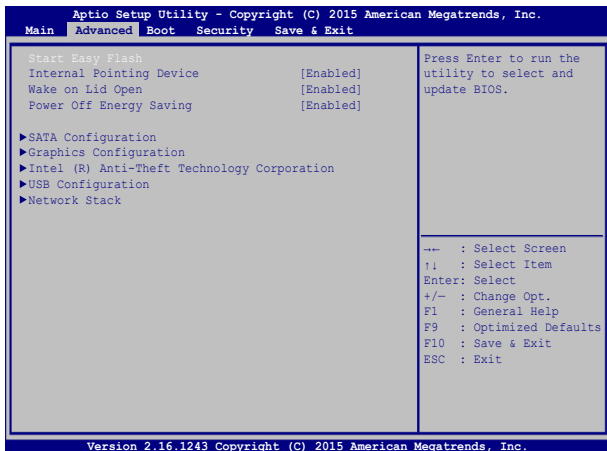 Aptio Setup Utility - Copyright (C) 2015 American Megatrends, Inc.
Main Advanced Boot Security Save & Exit
Start Easy Flash
Internal Pointing Device [Enabled]
Wake on Lid Open [Enabled]
Power Off Energy Saving [Enabled]
▶SATA Configuration
▶Graphics Configuration
▶Intel (R) Anti-Theft Technology Corporation
▶USB Configuration
▶Network Stack
Press Enter to run the
utility to select and
update BIOS.
→← : Select Screen
↑↓ : Select Item
Enter: Select
+/— : Change Opt.
F1 : General Help
F9 : Optimized Defaults
F10 : Save & Exit
ESC : Exit
Version 2.16.1243 Copyright (C) 2015 American Megatrends, Inc.